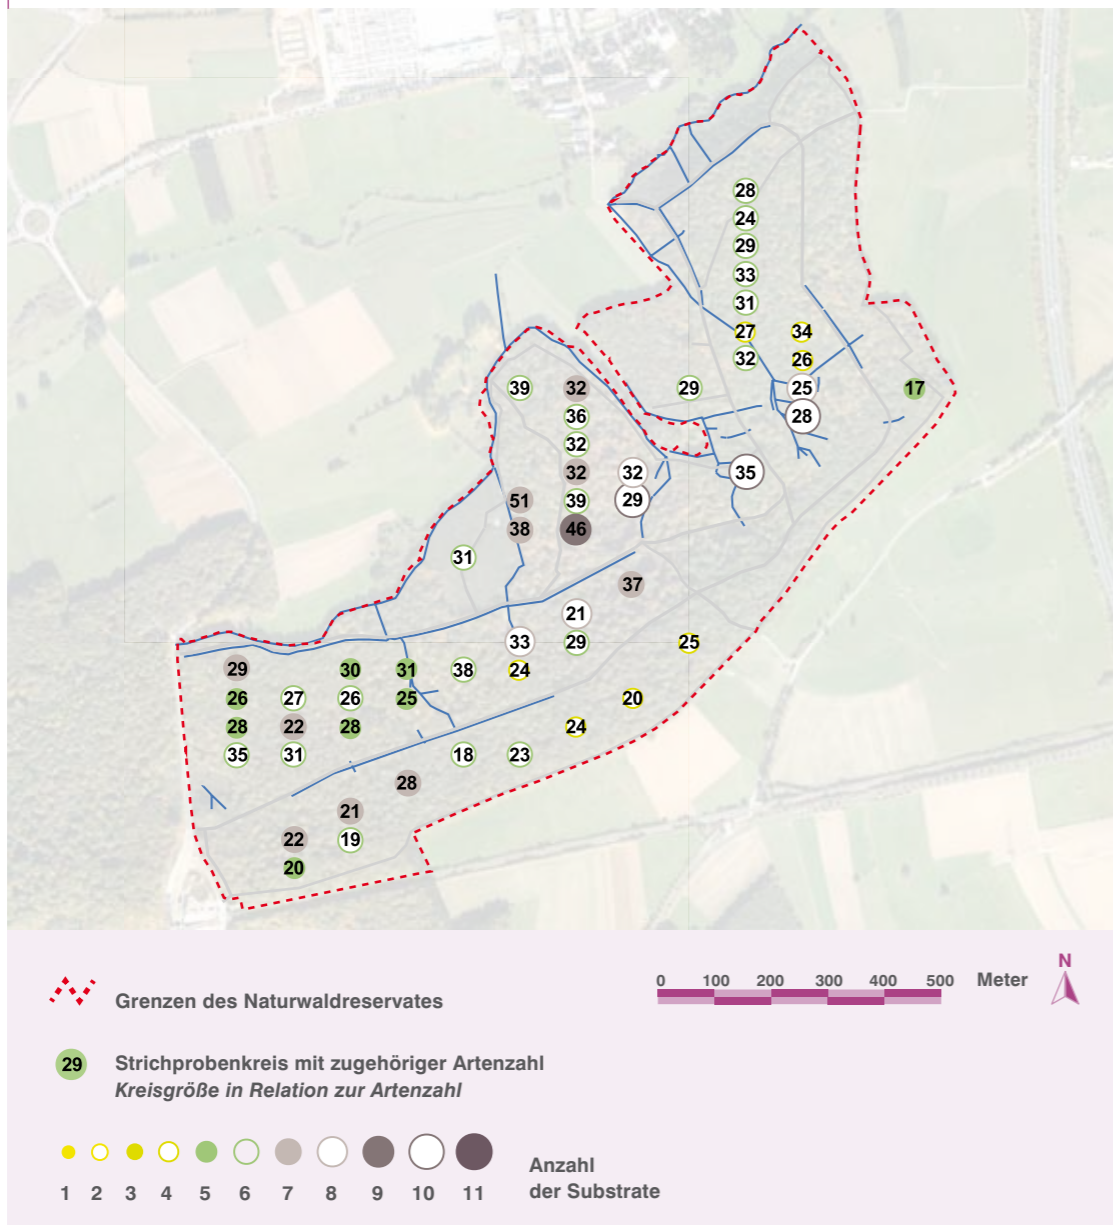 28
24
29
33
31
27 34
32 26
39 32 29 25 17
36 28
32
32 32 35
51 39 29
38 46
31
37
21
33 29 25
29 30 31 38 24
26 27 26 25 20
28 22 28 24
35 31 18 23
28
21
22 19
20
Grenzen des Naturwaldreservates
0 100 200 300 400 500 Meter
N
29 Strichprobenkreis mit zugehöriger Artenzahl
Kreisgröße in Relation zur Artenzahl
1 2 3 4 5 6 7 8 9 10 11
Anzahl
der Substrate